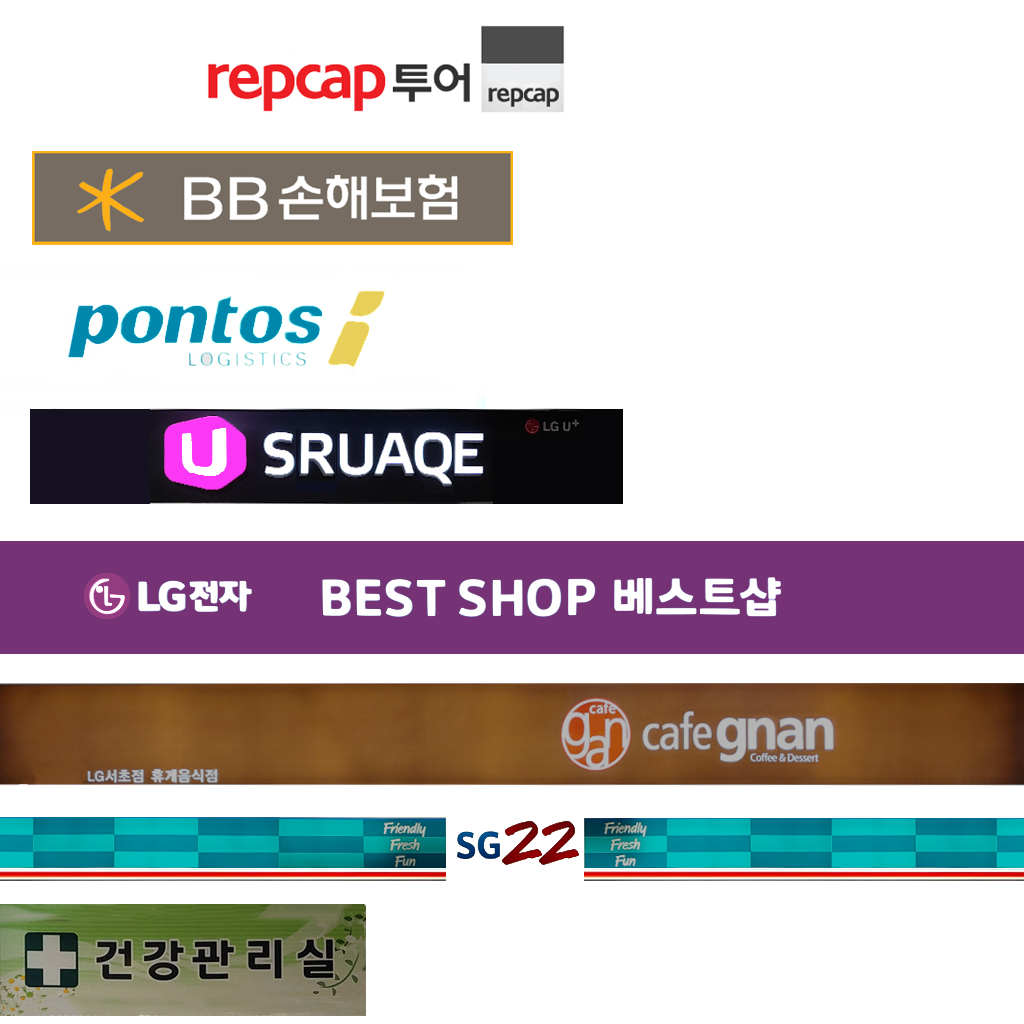 repcap 투어 repcap
BB 손해보험
pontos
LOGISTICS
U SRUAQE LG U+
LG전자 BEST SHOP 베스트샵
cafe gnan cafe gnan
Coffee & Dessert
LG서초점 휴게음식점
Friendly
Fresh
Fun
SG22
Friendly
Fresh
Fun
건강관리실